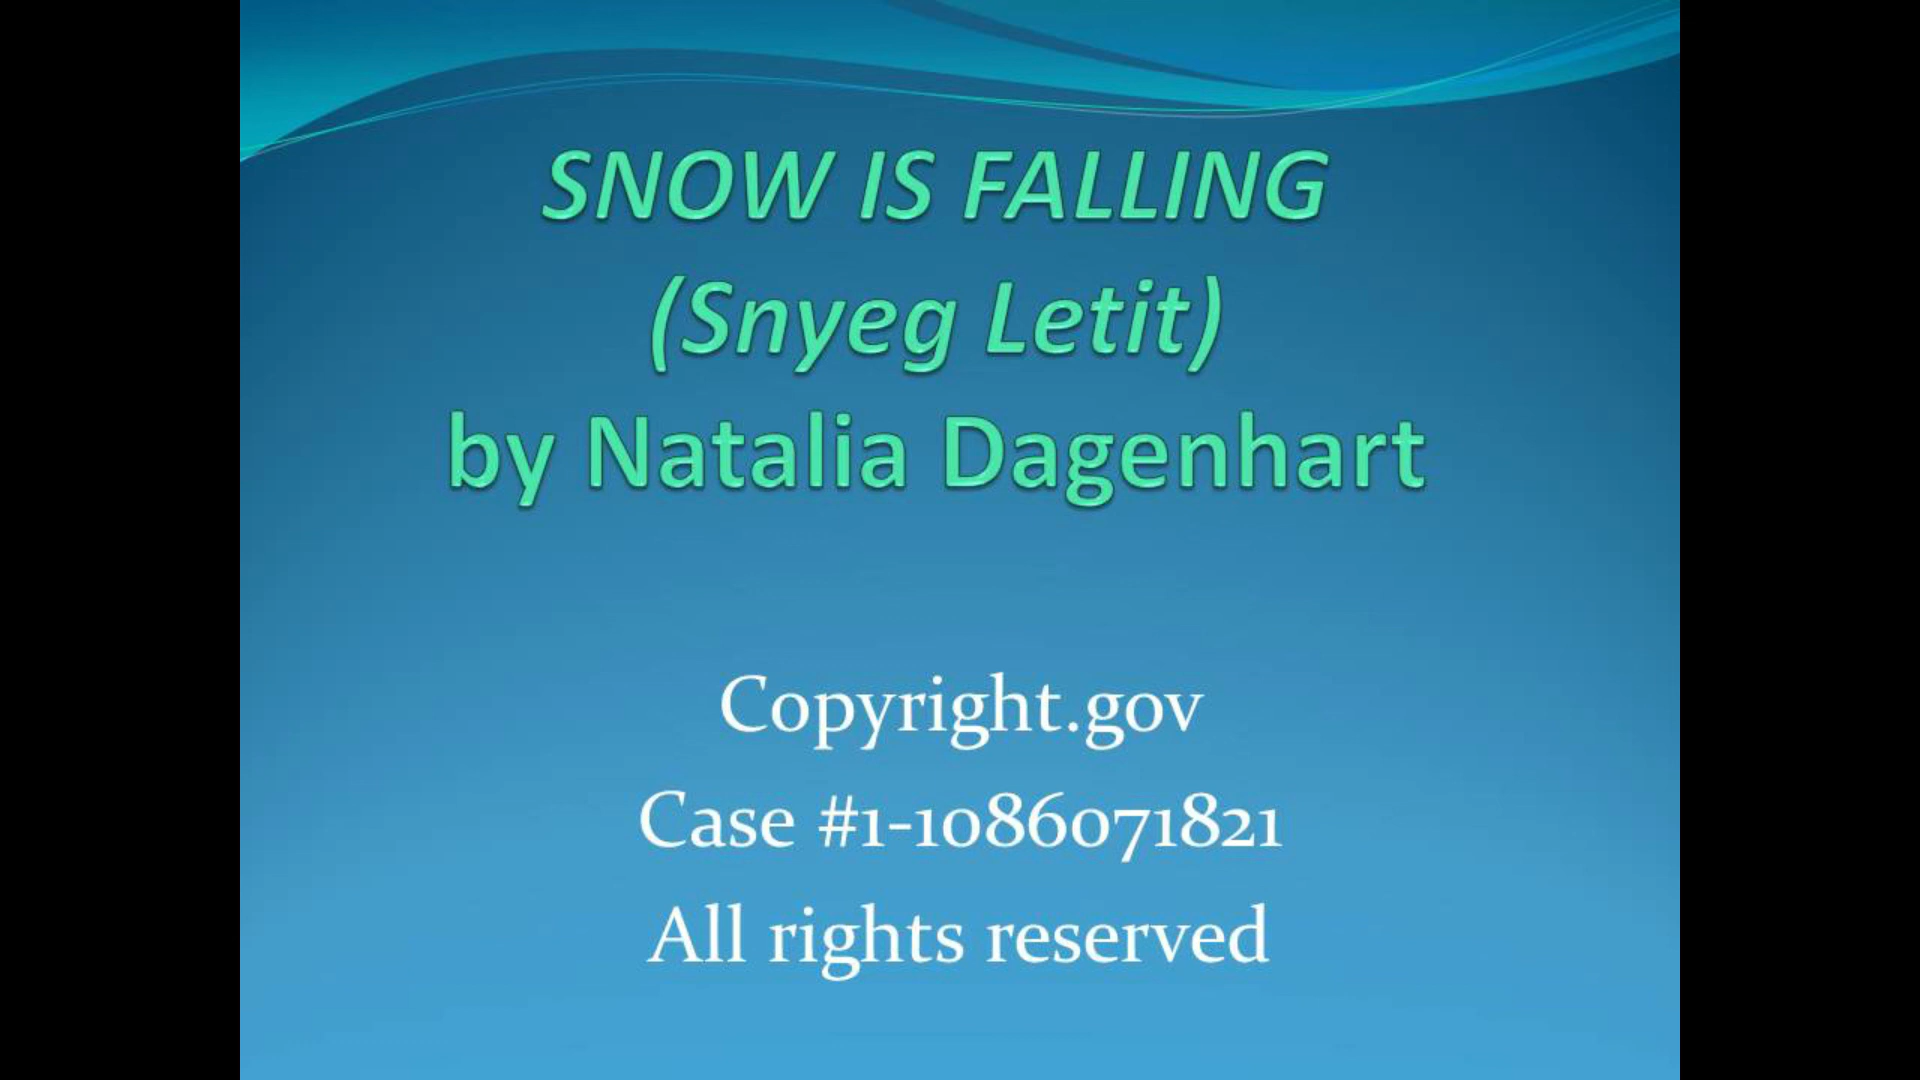 SNOW IS FALLING
(Snyeg Letit)
by Natalia Dagenhart
Copyright.gov
Case #1-1086071821
All rights reserved